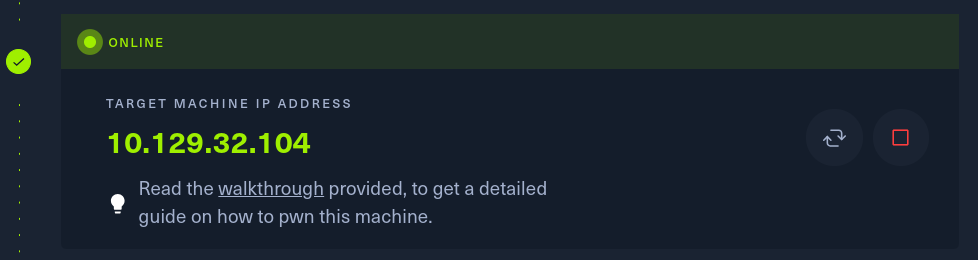 ONLINE
TARGET MACHINE IP ADDRESS
10.129.32.104
Read the walkthrough provided, to get a detailed
guide on how to pwn this machine.